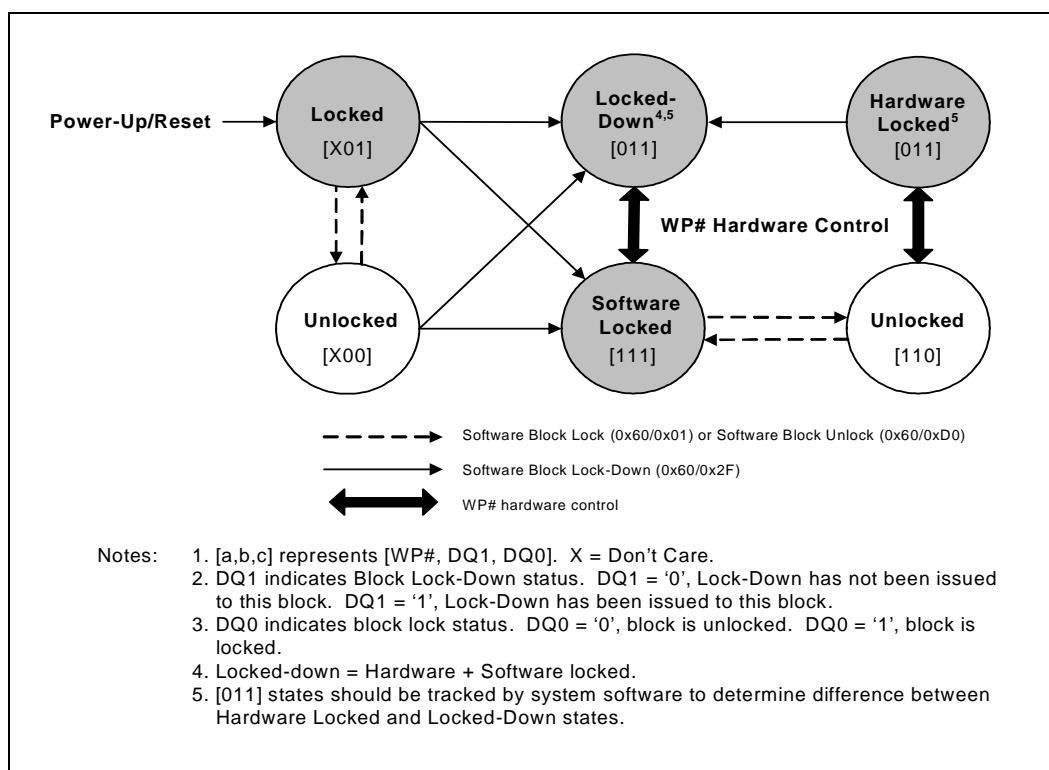 Power-Up/Reset
Locked
[X01]
Locked-
Down4,5
[011]
Hardware
Locked5
[011]
WP# Hardware Control
Unlocked
[X00]
Software
Locked
[111]
Unlocked
[110]
Software Block Lock (0x60/0x01) or Software Block Unlock (0x60/0xD0)
Software Block Lock-Down (0x60/0x2F)
WP# hardware control
Notes: 1. [a,b,c] represents [WP#, DQ1, DQ0]. X = Don't Care.
2. DQ1 indicates Block Lock-Down status. DQ1 = ‘0’, Lock-Down has not been issued
to this block. DQ1 = ‘1’, Lock-Down has been issued to this block.
3. DQ0 indicates block lock status. DQ0 = ‘0’, block is unlocked. DQ0 = ‘1’, block is
locked.
4. Locked-down = Hardware + Software locked.
5. [011] states should be tracked by system software to determine difference between
Hardware Locked and Locked-Down states.